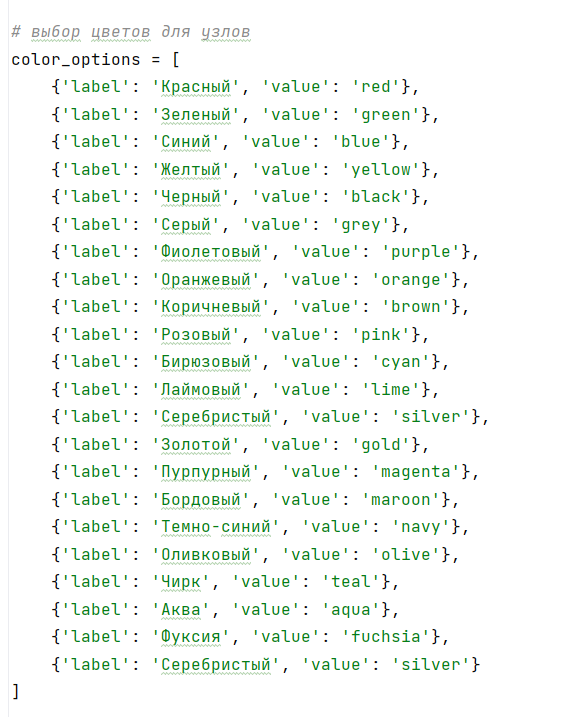 # выбор цветов для узлов
color_options = [
    {'label': 'Красный', 'value': 'red'},
    {'label': 'Зеленый', 'value': 'green'},
    {'label': 'Синий', 'value': 'blue'},
    {'label': 'Желтый', 'value': 'yellow'},
    {'label': 'Черный', 'value': 'black'},
    {'label': 'Серый', 'value': 'grey'},
    {'label': 'Фиолетовый', 'value': 'purple'},
    {'label': 'Оранжевый', 'value': 'orange'},
    {'label': 'Коричневый', 'value': 'brown'},
    {'label': 'Розовый', 'value': 'pink'},
    {'label': 'Бирюзовый', 'value': 'cyan'},
    {'label': 'Лаймовый', 'value': 'lime'},
    {'label': 'Серебристый', 'value': 'silver'},
    {'label': 'Золотой', 'value': 'gold'},
    {'label': 'Пурпурный', 'value': 'magenta'},
    {'label': 'Бордовый', 'value': 'maroon'},
    {'label': 'Темно-синий', 'value': 'navy'},
    {'label': 'Оливковый', 'value': 'olive'},
    {'label': 'Чирк', 'value': 'teal'},
    {'label': 'Аква', 'value': 'aqua'},
    {'label': 'Фуксия', 'value': 'fuchsia'},
    {'label': 'Серебристый', 'value': 'silver'}
]